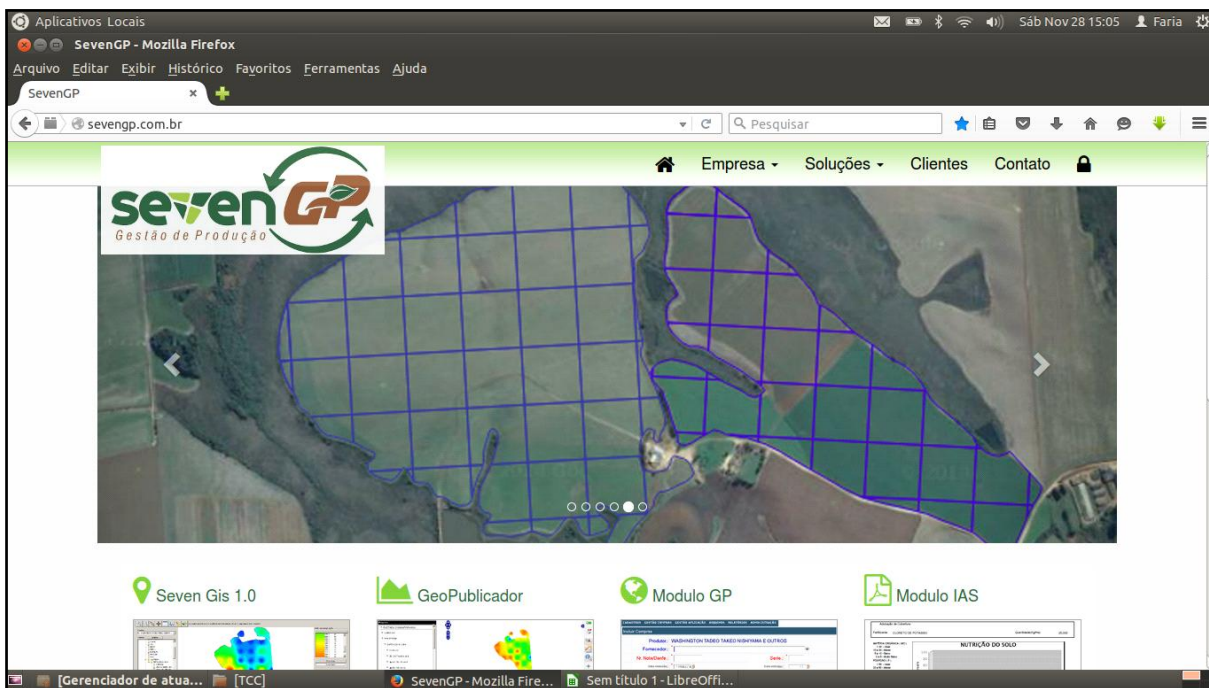 Aplicativos Locais
Sáb Nov 28 15:05 Faria
SevenGP - Mozilla Firefox
Arquivo Editar Exibir Histórico Favoritos Ferramentas Ajuda
SevenGP
sevengp.com.br
Pesquisar
seven GP
Gestão de Produção
Empresa
Soluções
Clientes
Contato
Seven Gis 1.0
GeoPublicador
Modulo GP
Modulo IAS
Produtor: WASHINGTON TADEO TAKEO NISHIYAMA E OUTROS
Fornecedor:
NUTRIÇÃO DO SOLO
[Gerenciador de atua...
[TCC]
SevenGP - Mozilla Fire...
Sem título 1 - LibreOffi...